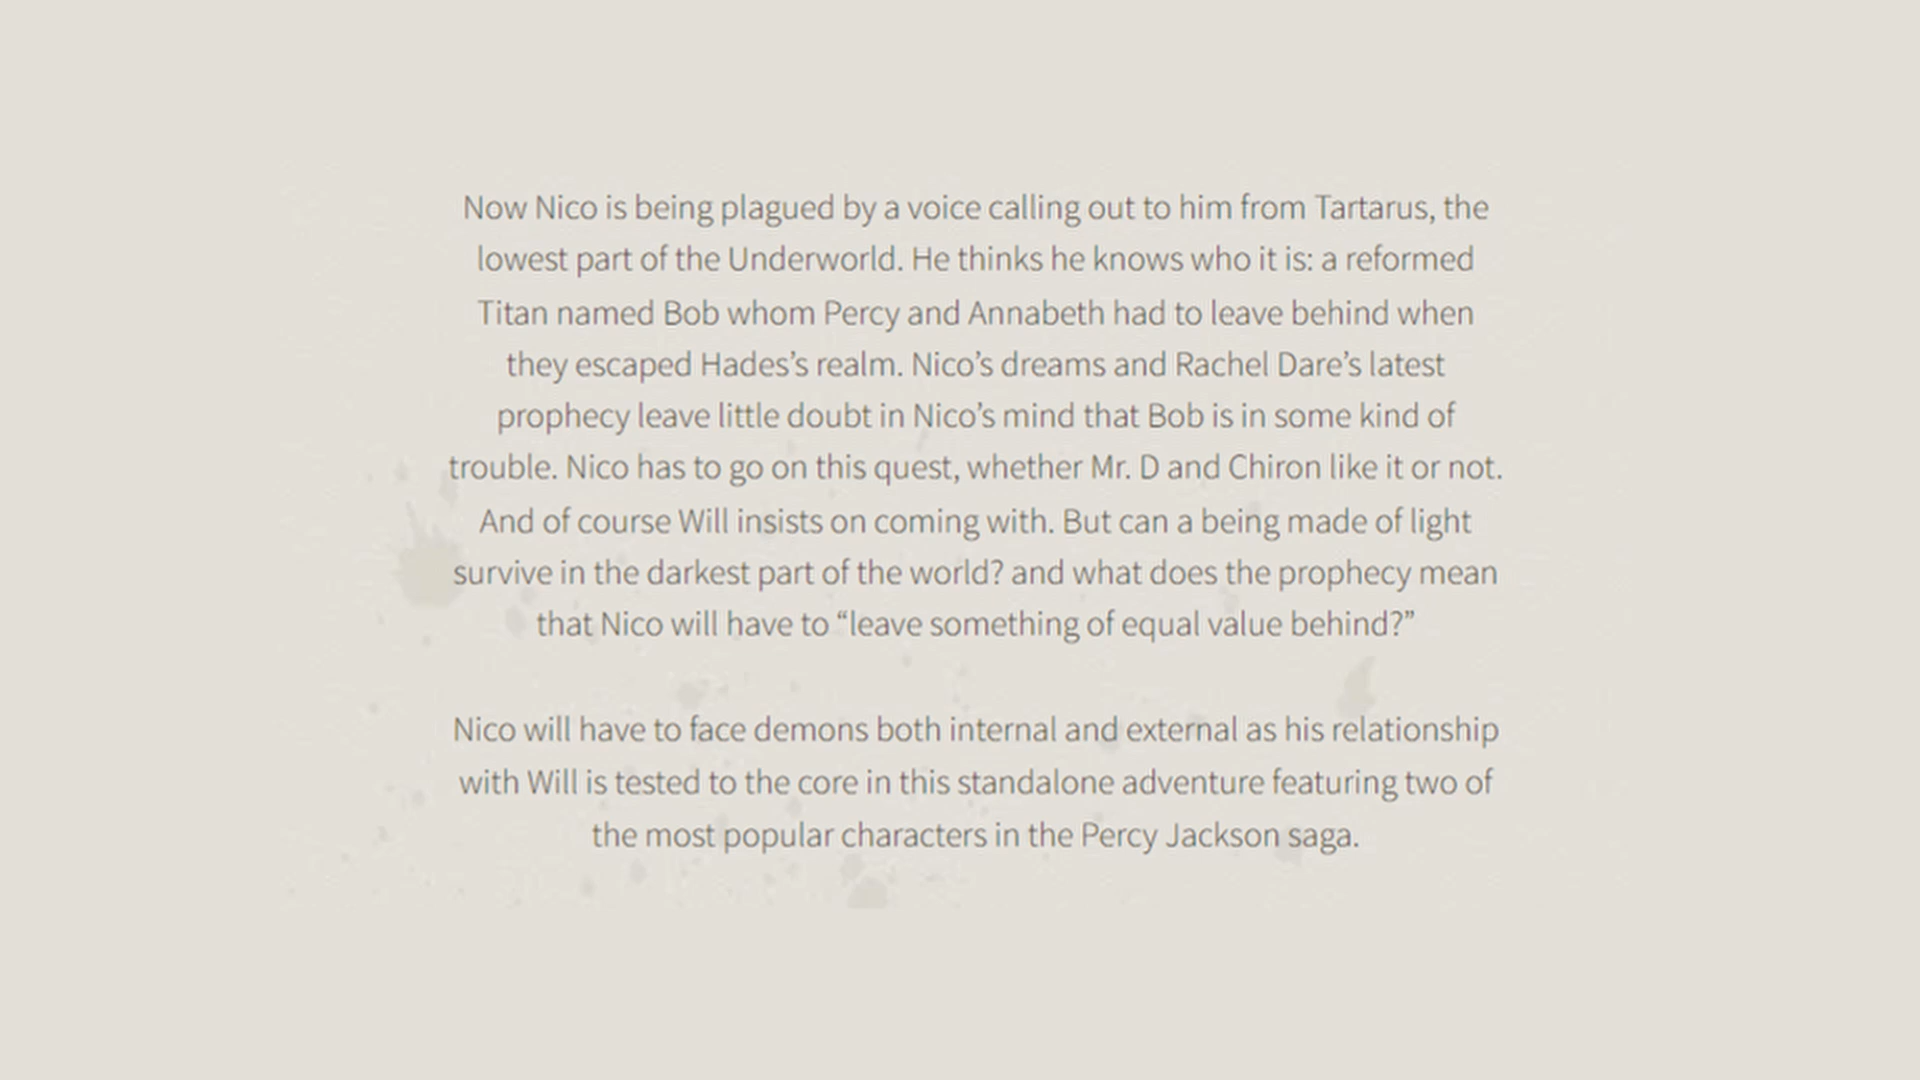 Now Nico is being plagued by a voice calling out to him from Tartarus, the
lowest part of the Underworld. He thinks he knows who it is: a reformed
Titan named Bob whom Percy and Annabeth had to leave behind when
they escaped Hades’s realm. Nico’s dreams and Rachel Dare’s latest
prophecy leave little doubt in Nico’s mind that Bob is in some kind of
trouble. Nico has to go on this quest, whether Mr. D and Chiron like it or not.
And of course Will insists on coming with. But can a being made of light
survive in the darkest part of the world? and what does the prophecy mean
that Nico will have to “leave something of equal value behind?”
Nico will have to face demons both internal and external as his relationship
with Will is tested to the core in this standalone adventure featuring two of
the most popular characters in the Percy Jackson saga.